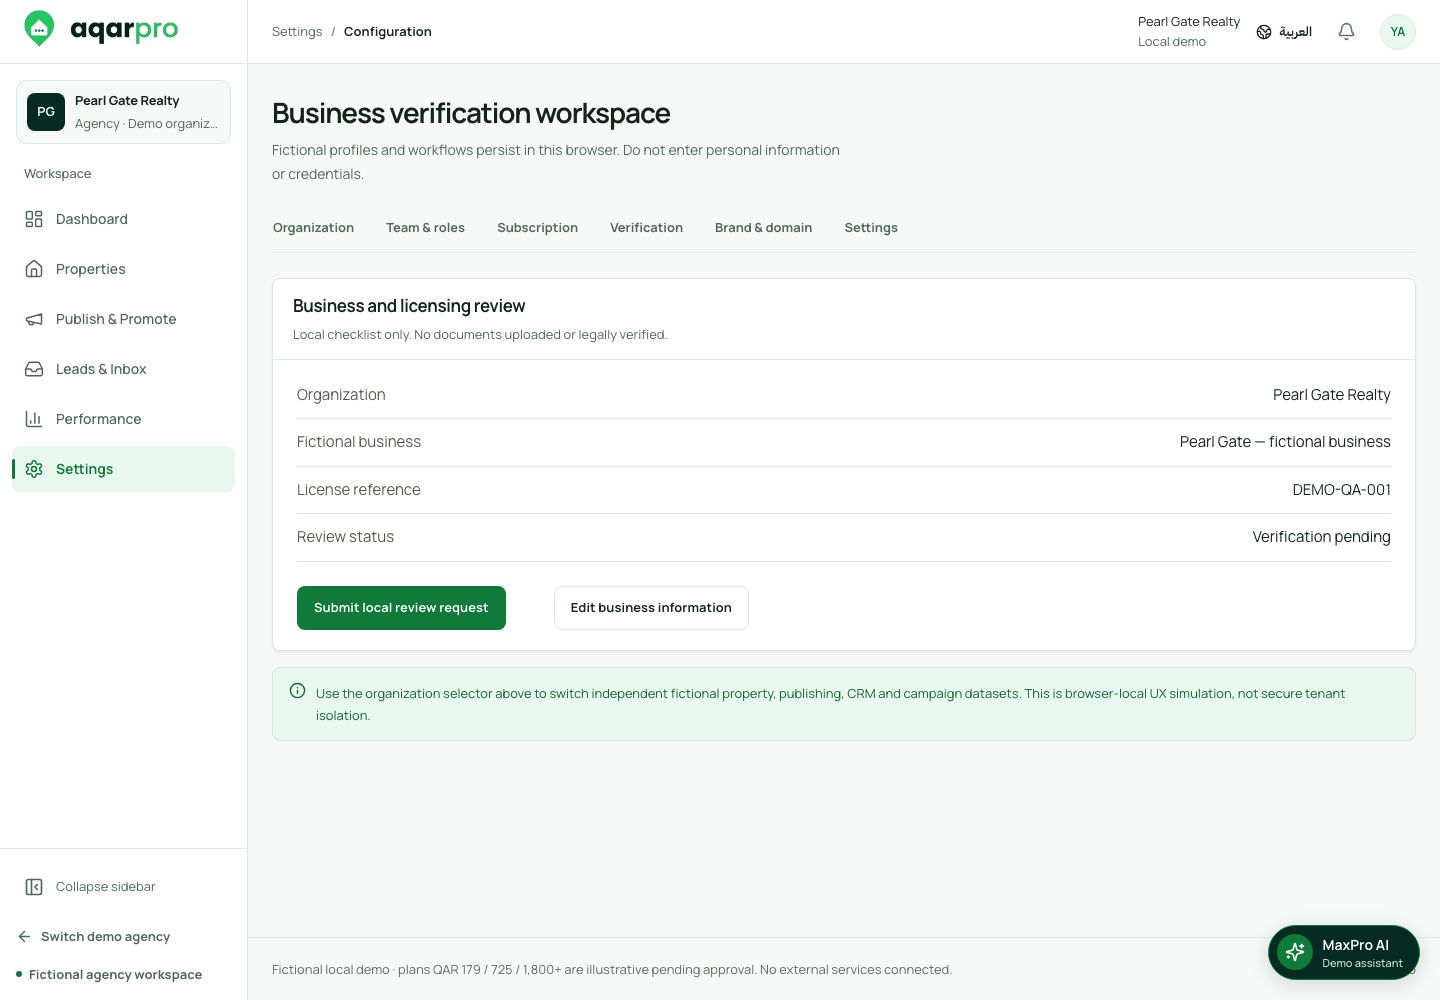 aqarpro
Settings / Configuration
Pearl Gate Realty
Local demo
العربية
YA
PG
Pearl Gate Realty
Agency · Demo organiz...
Workspace
Dashboard
Properties
Publish & Promote
Leads & Inbox
Performance
Settings
Collapse sidebar
Switch demo agency
Fictional agency workspace
Business verification workspace
Fictional profiles and workflows persist in this browser. Do not enter personal information
or credentials.
Organization
Team & roles
Subscription
Verification
Brand & domain
Settings
Business and licensing review
Local checklist only. No documents uploaded or legally verified.
Organization Pearl Gate Realty
Fictional business Pearl Gate — fictional business
License reference DEMO-QA-001
Review status Verification pending
Submit local review request
Edit business information
Use the organization selector above to switch independent fictional property, publishing, CRM and campaign datasets. This is browser-local UX simulation, not secure tenant
isolation.
Fictional local demo · plans QAR 179 / 725 / 1,800+ are illustrative pending approval. No external services connected.
MaxPro AI
Demo assistant